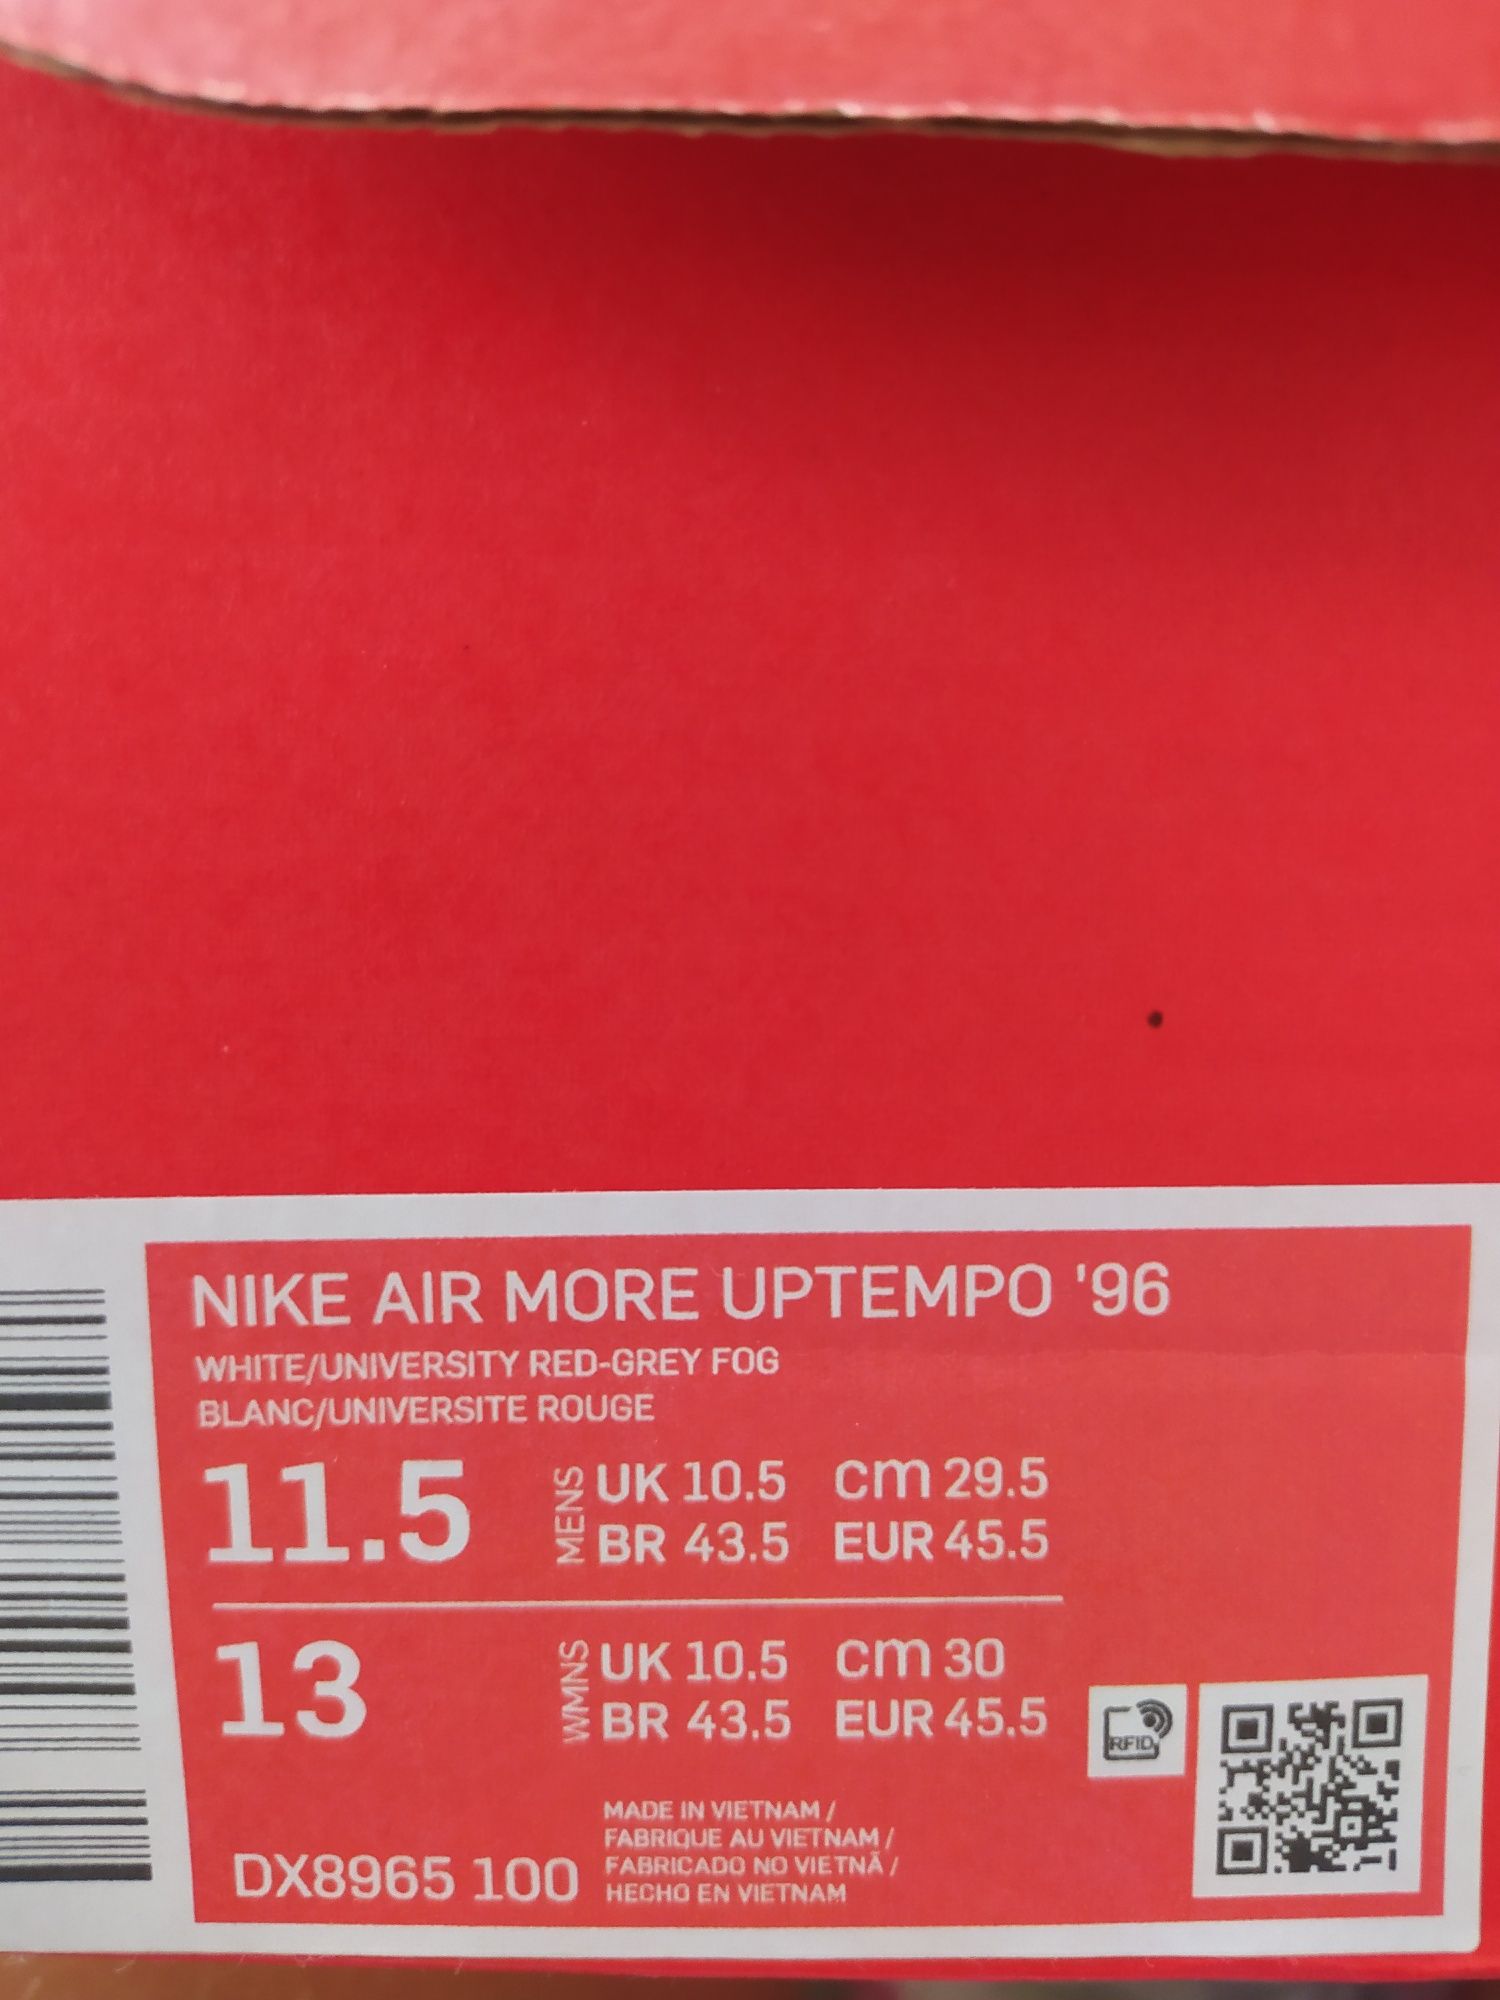 NIKE AIR MORE UPTEMPO '96
WHITE/UNIVERSITY RED-GREY FOG
BLANC/UNIVERSITE ROUGE
11.5 MENS UK 10.5 cm 29.5
BR 43.5 EUR 45.5
13 WMNS UK 10.5 cm 30
BR 43.5 EUR 45.5
RFID
MADE IN VIETNAM /
FABRIQUE AU VIETNAM /
FABRICADO NO VIETNÃ /
HECHO EN VIETNAM
DX8965 100